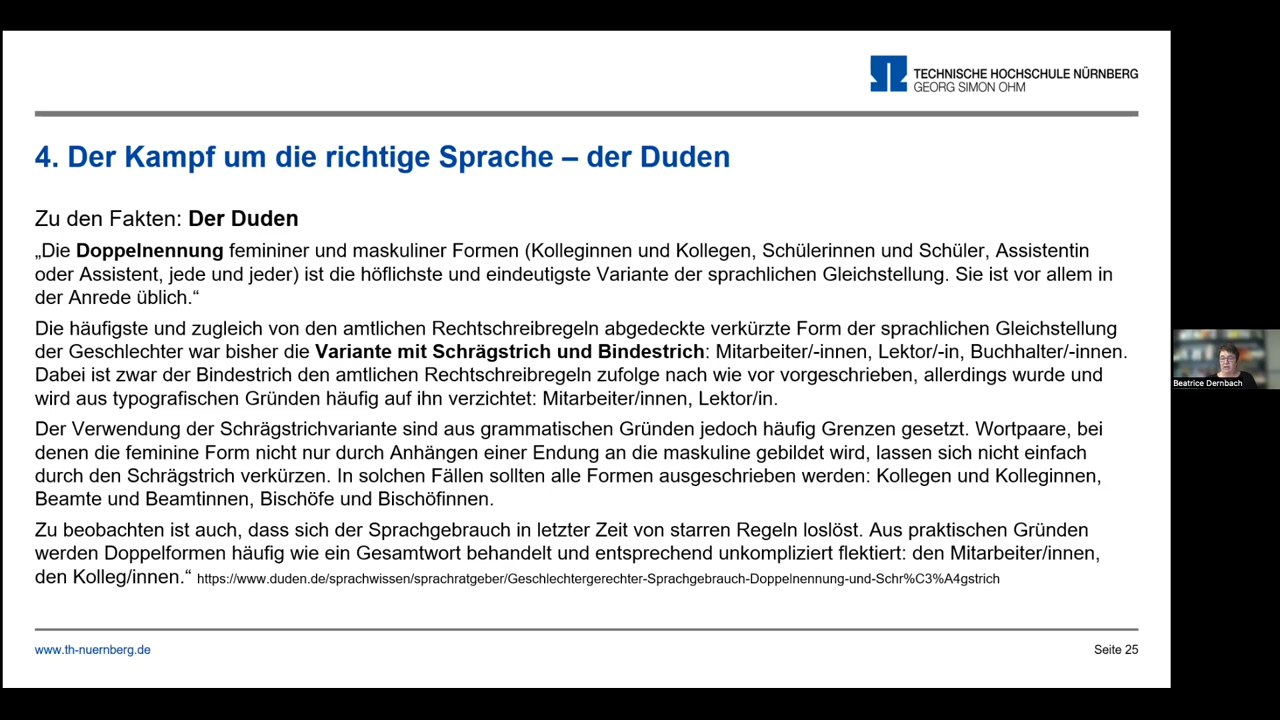 TECHNISCHE HOCHSCHULE NÜRNBERG
GEORG SIMON OHM
4. Der Kampf um die richtige Sprache – der Duden
Zu den Fakten: Der Duden
„Die Doppelnennung femininer und maskuliner Formen (Kolleginnen und Kollegen, Schülerinnen und Schüler, Assistentin
oder Assistent, jede und jeder) ist die höflichste und eindeutigste Variante der sprachlichen Gleichstellung. Sie ist vor allem in
der Anrede üblich.“
Die häufigste und zugleich von den amtlichen Rechtschreibregeln abgedeckte verkürzte Form der sprachlichen Gleichstellung
der Geschlechter war bisher die Variante mit Schrägstrich und Bindestrich: Mitarbeiter/-innen, Lektor/-in, Buchhalter/-innen.
Dabei ist zwar der Bindestrich den amtlichen Rechtschreibregeln zufolge nach wie vor vorgeschrieben, allerdings wurde und
wird aus typografischen Gründen häufig auf ihn verzichtet: Mitarbeiter/innen, Lektor/in.
Der Verwendung der Schrägstrichvariante sind aus grammatischen Gründen jedoch häufig Grenzen gesetzt. Wortpaare, bei
denen die feminine Form nicht nur durch Anhängen einer Endung an die maskuline gebildet wird, lassen sich nicht einfach
durch den Schrägstrich verkürzen. In solchen Fällen sollten alle Formen ausgeschrieben werden: Kollegen und Kolleginnen,
Beamte und Beamtinnen, Bischöfe und Bischöfinnen.
Zu beobachten ist auch, dass sich der Sprachgebrauch in letzter Zeit von starren Regeln loslöst. Aus praktischen Gründen
werden Doppelformen häufig wie ein Gesamtwort behandelt und entsprechend unkompliziert flektiert: den Mitarbeiter/innen,
den Kolleg/innen.“ https://www.duden.de/sprachwissen/sprachratgeber/Geschlechtergerechter-Sprachgebrauch-Doppelnennung-und-Schr%C3%A4gstrich
www.th-nuernberg.de
Seite 25
Beatrice Dernbach